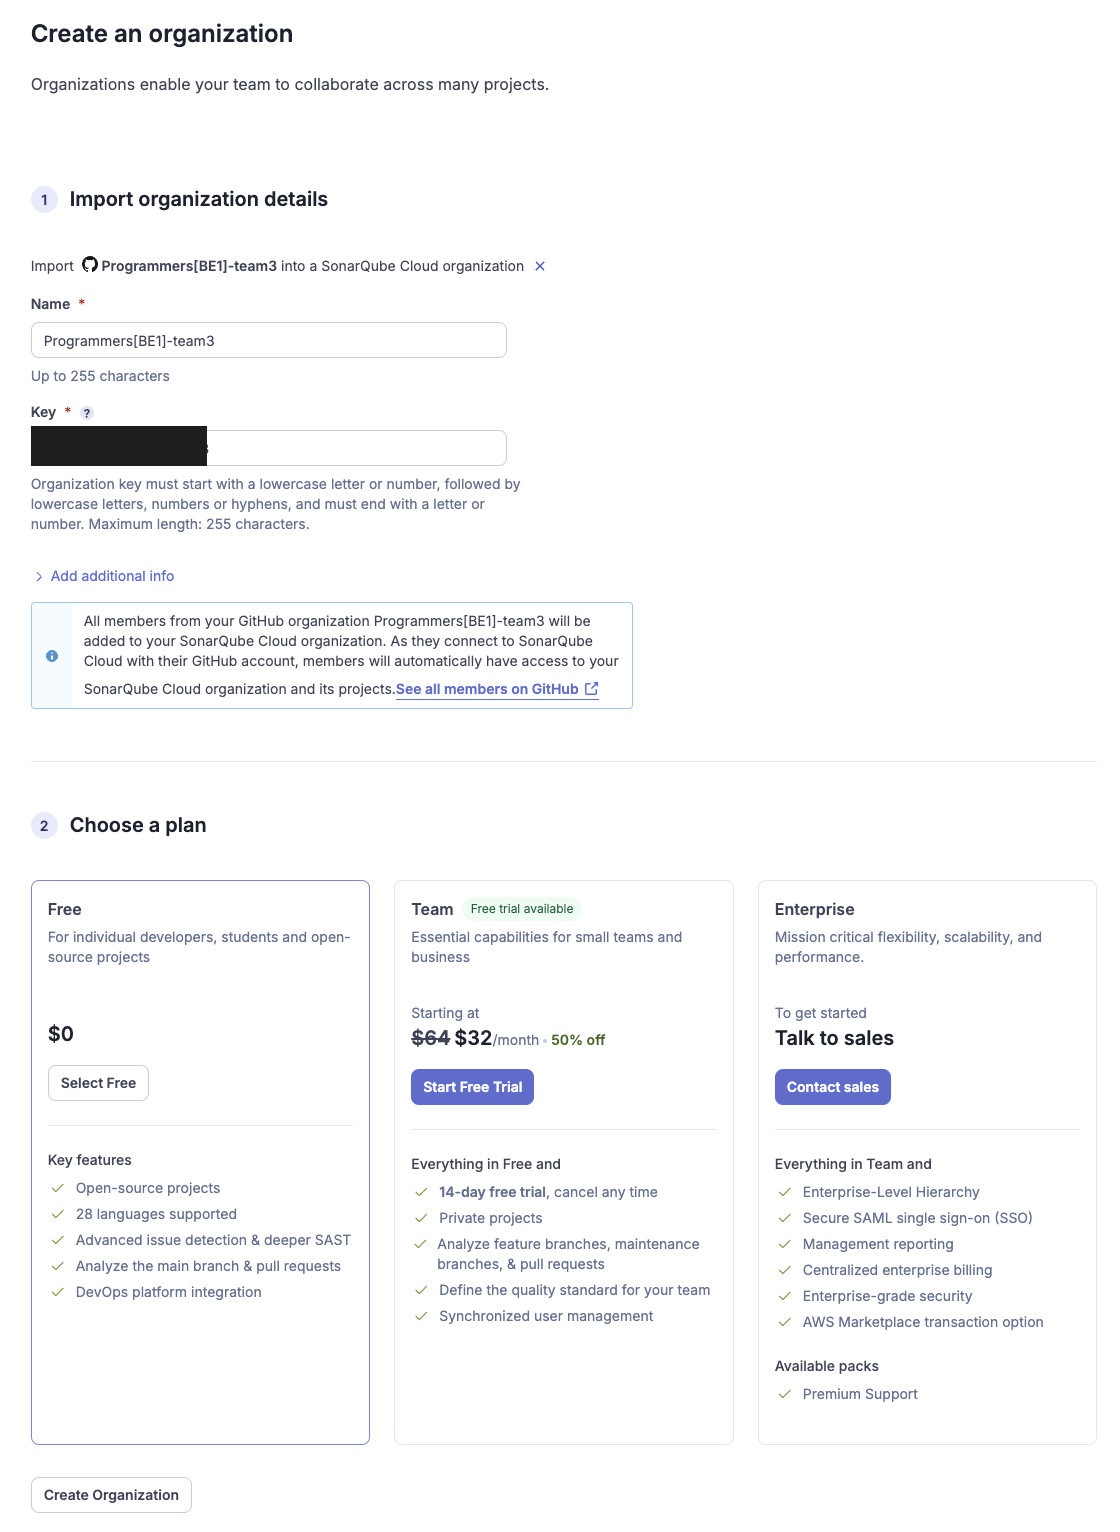 Create an organization
Organizations enable your team to collaborate across many projects.
1 Import organization details
Import Programmers[BE1]-team3 into a SonarQube Cloud organization ×
Name *
Programmers[BE1]-team3
Up to 255 characters
Key * ?
Organization key must start with a lowercase letter or number, followed by
lowercase letters, numbers or hyphens, and must end with a letter or
number. Maximum length: 255 characters.
Add additional info
All members from your GitHub organization Programmers[BE1]-team3 will be
added to your SonarQube Cloud organization. As they connect to SonarQube
Cloud with their GitHub account, members will automatically have access to your
SonarQube Cloud organization and its projects.See all members on GitHub
2 Choose a plan
Free
For individual developers, students and open-
source projects
$0
Select Free
Key features
Open-source projects
28 languages supported
Advanced issue detection & deeper SAST
Analyze the main branch & pull requests
DevOps platform integration
Team Free trial available
Essential capabilities for small teams and
business
Starting at
$64 $32/month • 50% off
Start Free Trial
Everything in Free and
14-day free trial, cancel any time
Private projects
Analyze feature branches, maintenance
branches, & pull requests
Define the quality standard for your team
Synchronized user management
Enterprise
Mission critical flexibility, scalability, and
performance.
To get started
Talk to sales
Contact sales
Everything in Team and
Enterprise-Level Hierarchy
Secure SAML single sign-on (SSO)
Management reporting
Centralized enterprise billing
Enterprise-grade security
AWS Marketplace transaction option
Available packs
Premium Support
Create Organization